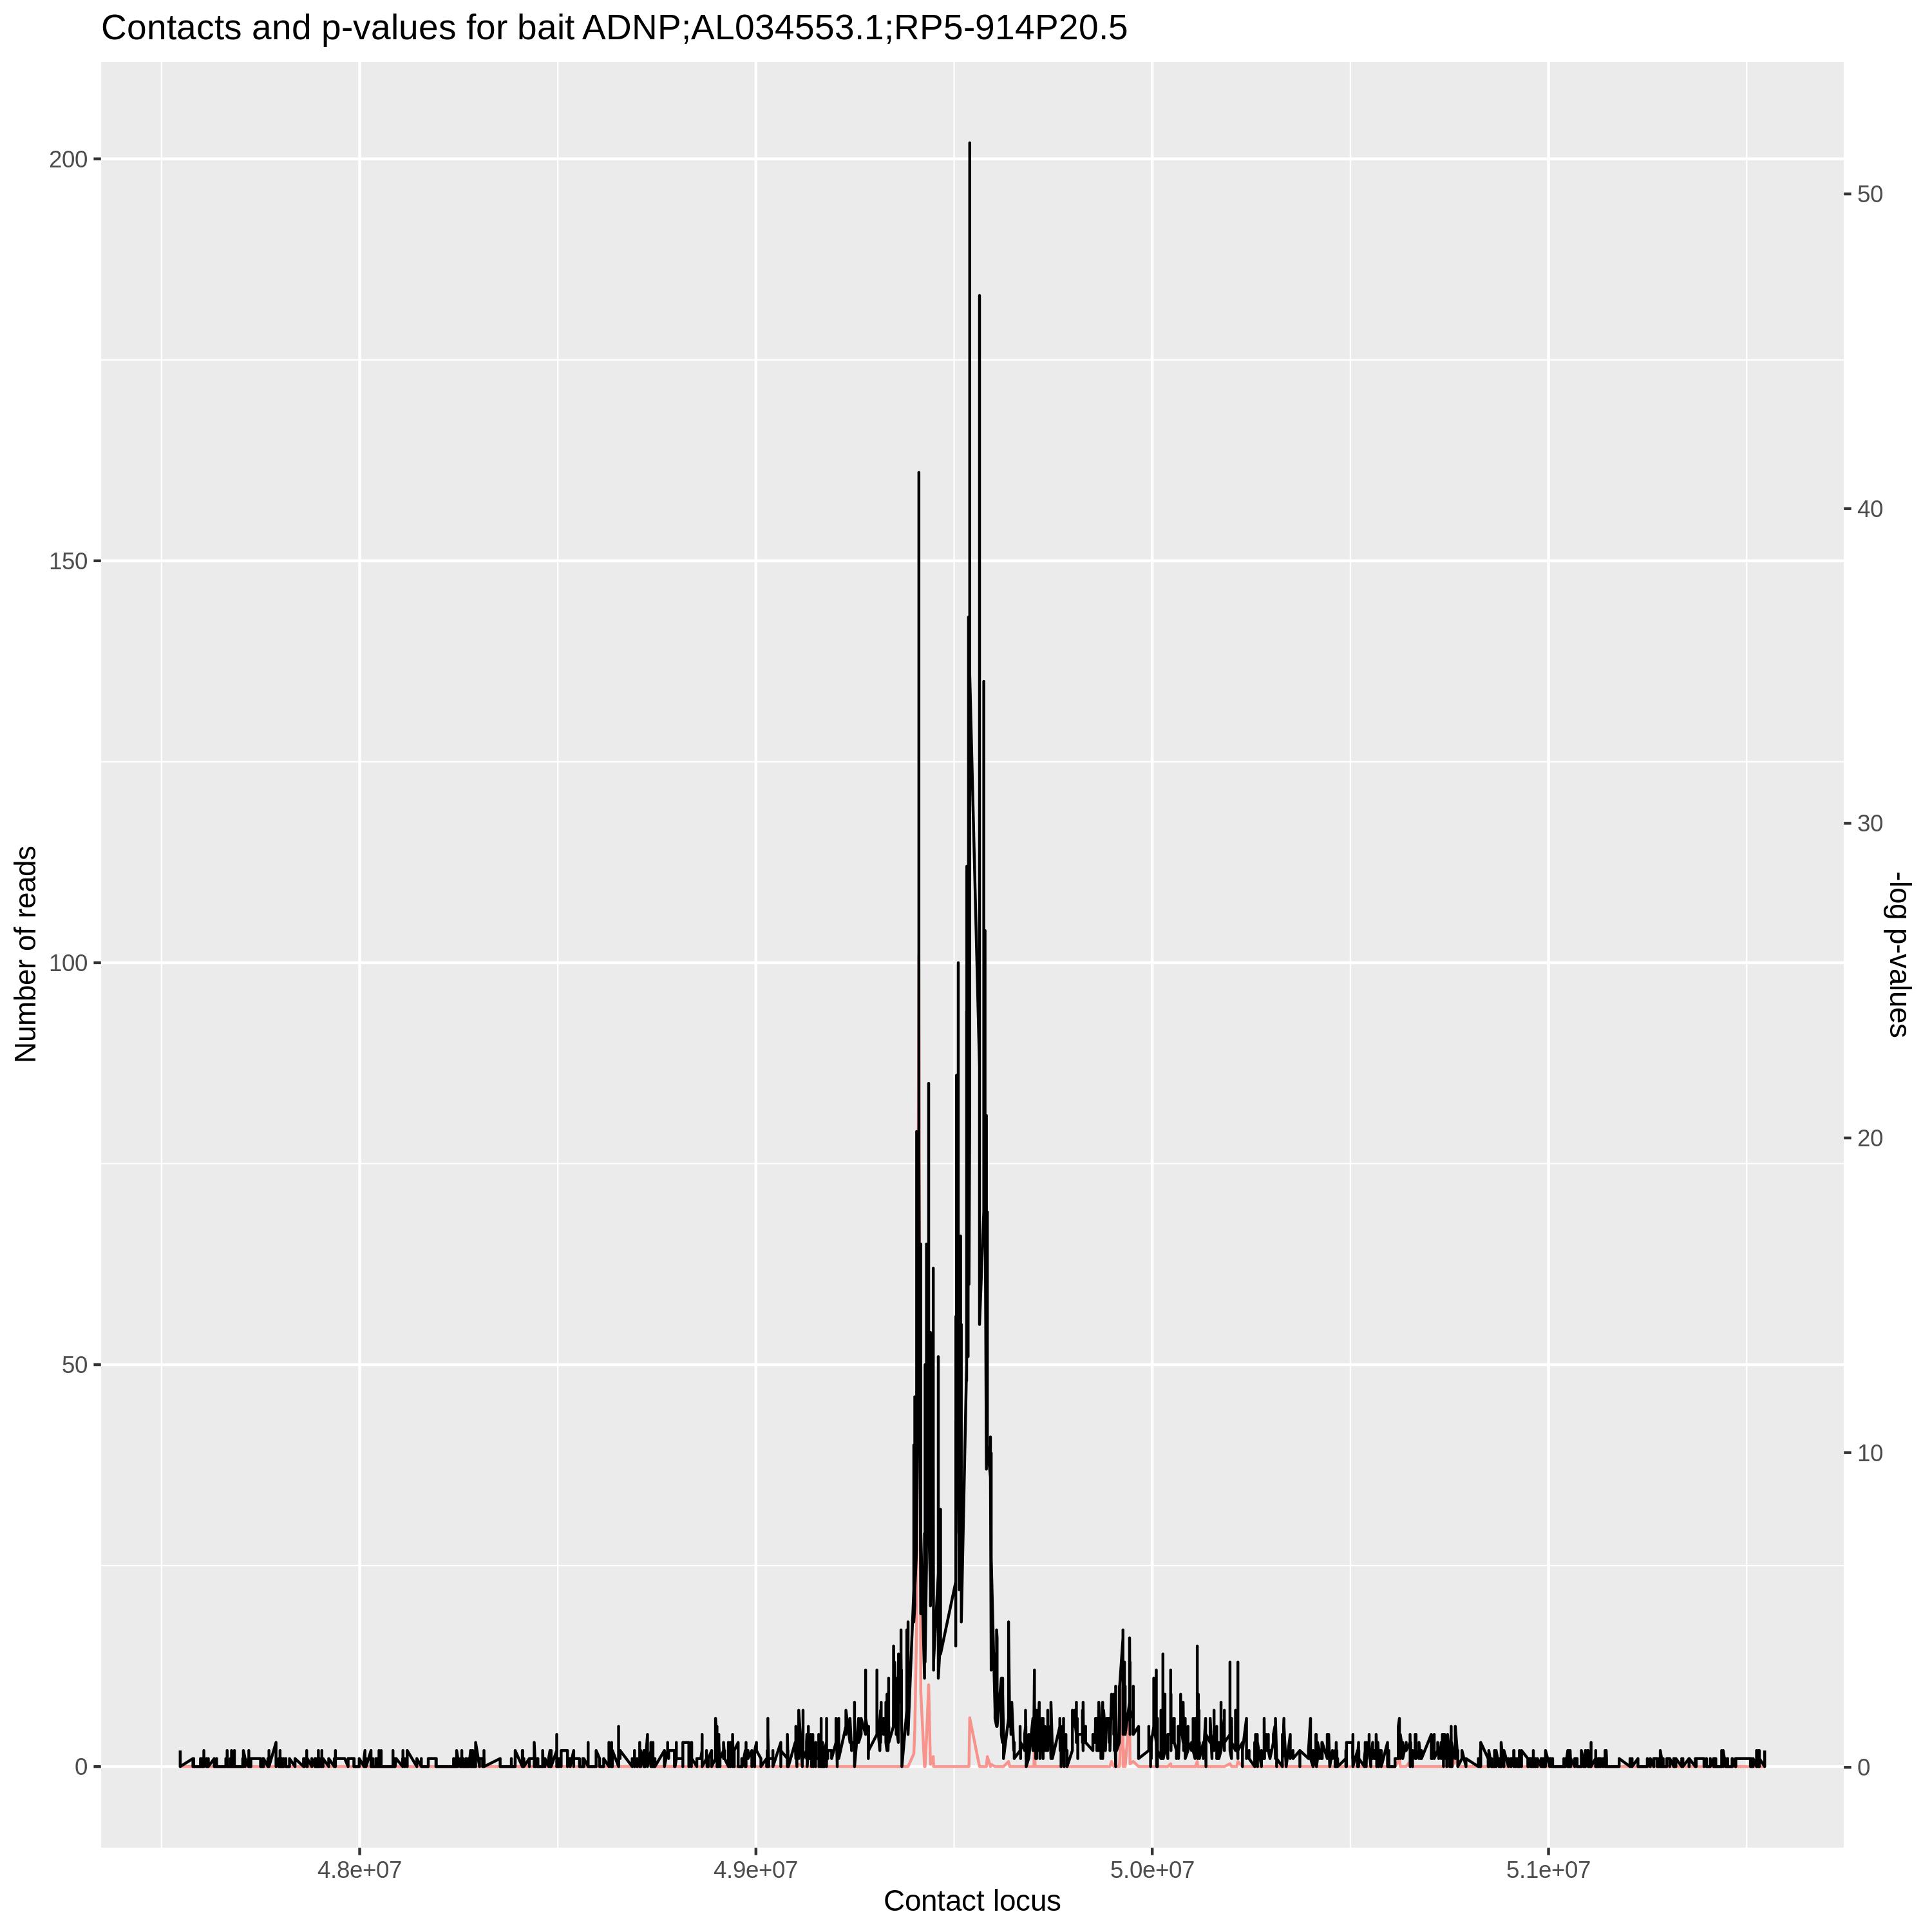 Contacts and p-values for bait ADNP;AL034553.1;RP5-914P20.5
200
150
100
50
0
Number of reads
50
40
30
20
10
0
-log p-values
4.8e+07
4.9e+07
5.0e+07
5.1e+07
Contact locus